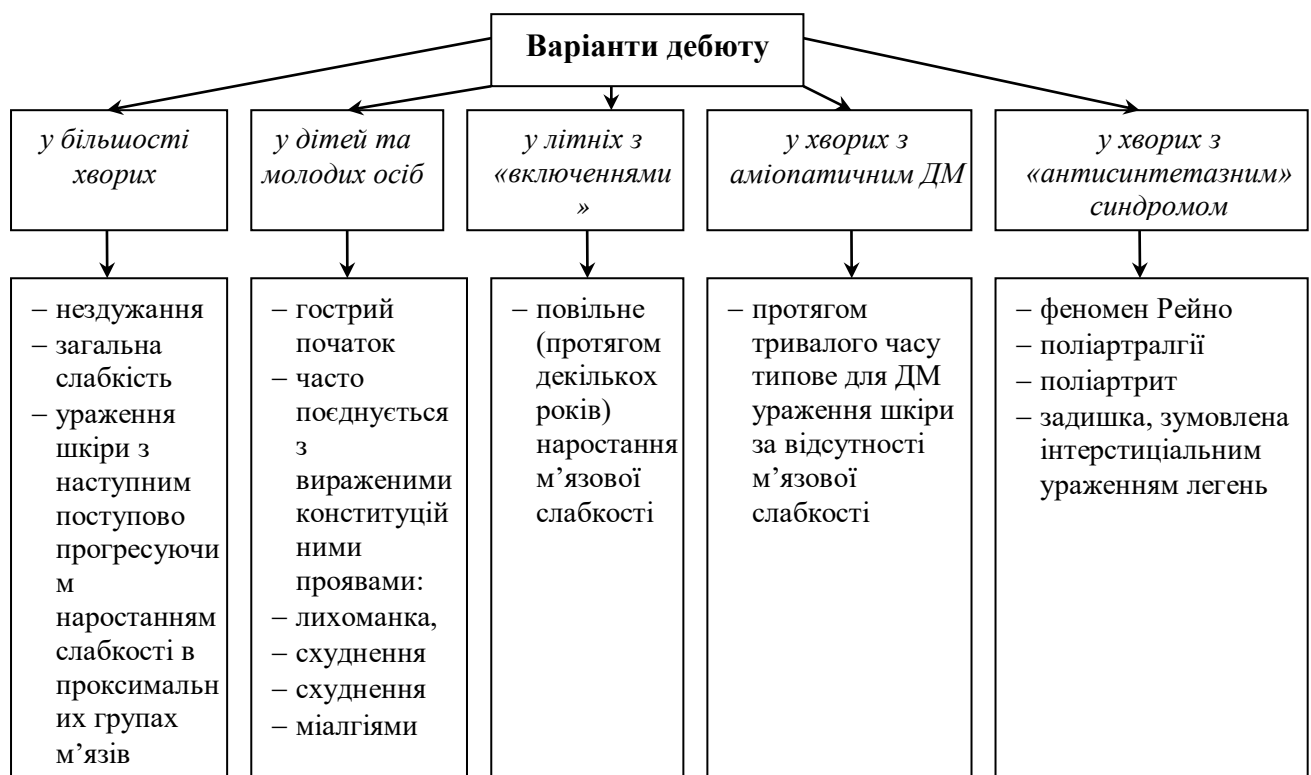 Варіанти дебюту
у більшості
хворих
у дітей та
молодих осіб
у літніх з
«включеннями
»
у хворих з
аміопатичним ДМ
у хворих з
«антисинтетазним»
синдромом
– нездужання
– загальна
слабкість
– ураження
шкіри з
наступним
поступово
прогресуючи
м
наростанням
слабкості в
проксимальн
их групах
м’язів
– гострий
початок
– часто
поєднується
з
вираженими
конституцій
ними
проявами:
– лихоманка,
– схуднення
– схуднення
– міалгіями
– повільне
(протягом
декількох
років)
наростання
м’язової
слабкості
– протягом
тривалого часу
типове для ДМ
ураження шкіри
за відсутності
м’язової
слабкості
– феномен Рейно
– поліартралгії
– поліартрит
– задишка, зумовлена
інтерстиціальним
ураженням легень